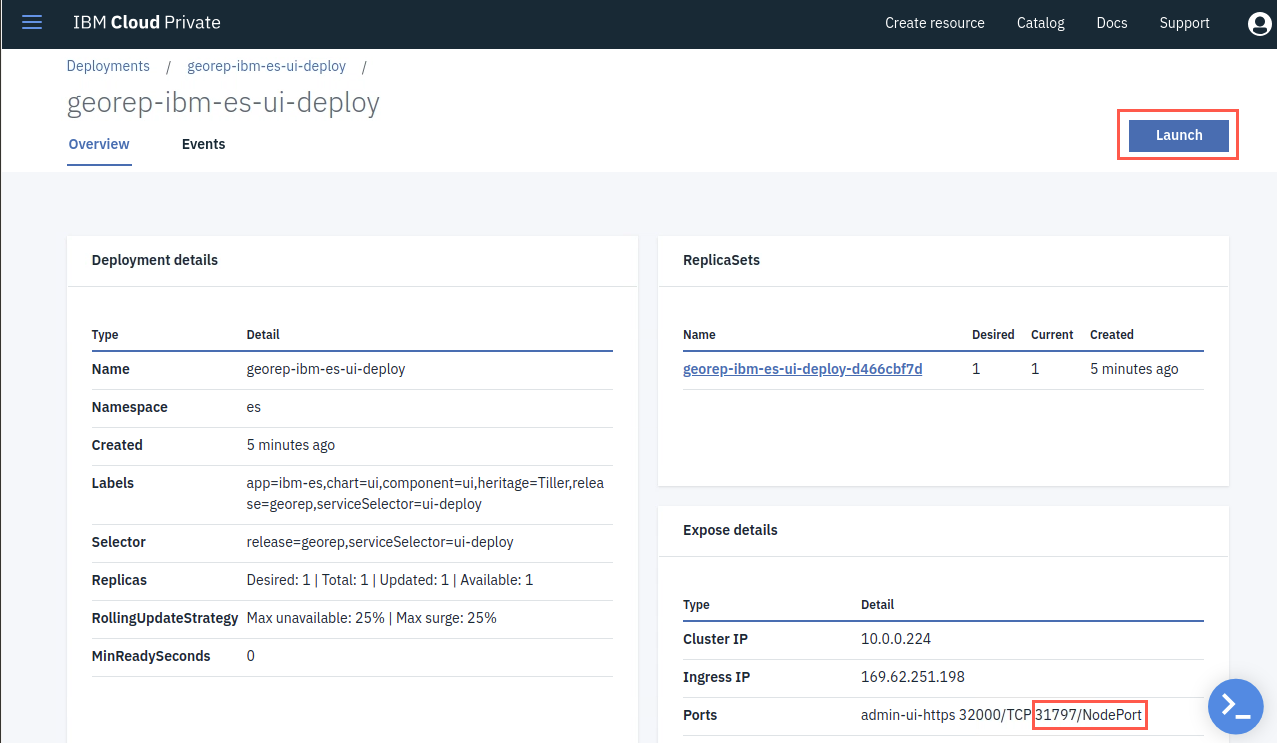 IBM Cloud Private
Create resource Catalog Docs Support
Deployments / georep-ibm-es-ui-deploy /
georep-ibm-es-ui-deploy
Overview Events
Launch
Deployment details
Type Detail
Name georep-ibm-es-ui-deploy
Namespace es
Created 5 minutes ago
Labels app=ibm-es,chart=ui,component=ui,heritage=Tiller,relea
se=georep,serviceSelector=ui-deploy
Selector release=georep,serviceSelector=ui-deploy
Replicas Desired: 1 | Total: 1 | Updated: 1 | Available: 1
RollingUpdateStrategy Max unavailable: 25% | Max surge: 25%
MinReadySeconds 0
ReplicaSets
Name Desired Current Created
georep-ibm-es-ui-deploy-d466cbf7d 1 1 5 minutes ago
Expose details
Type Detail
Cluster IP 10.0.0.224
Ingress IP 169.62.251.198
Ports admin-ui-https 32000/TCP 31797/NodePort